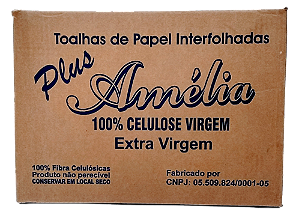 Toalhas de Papel Interfolhadas
Plus
Amélia
100% CELULOSE VIRGEM
Extra Virgem
100% Fibra Celulósicas
Produto não perecível
CONSERVAR EM LOCAL SECO
Fabricado por
CNPJ: 05.509.824/0001-05